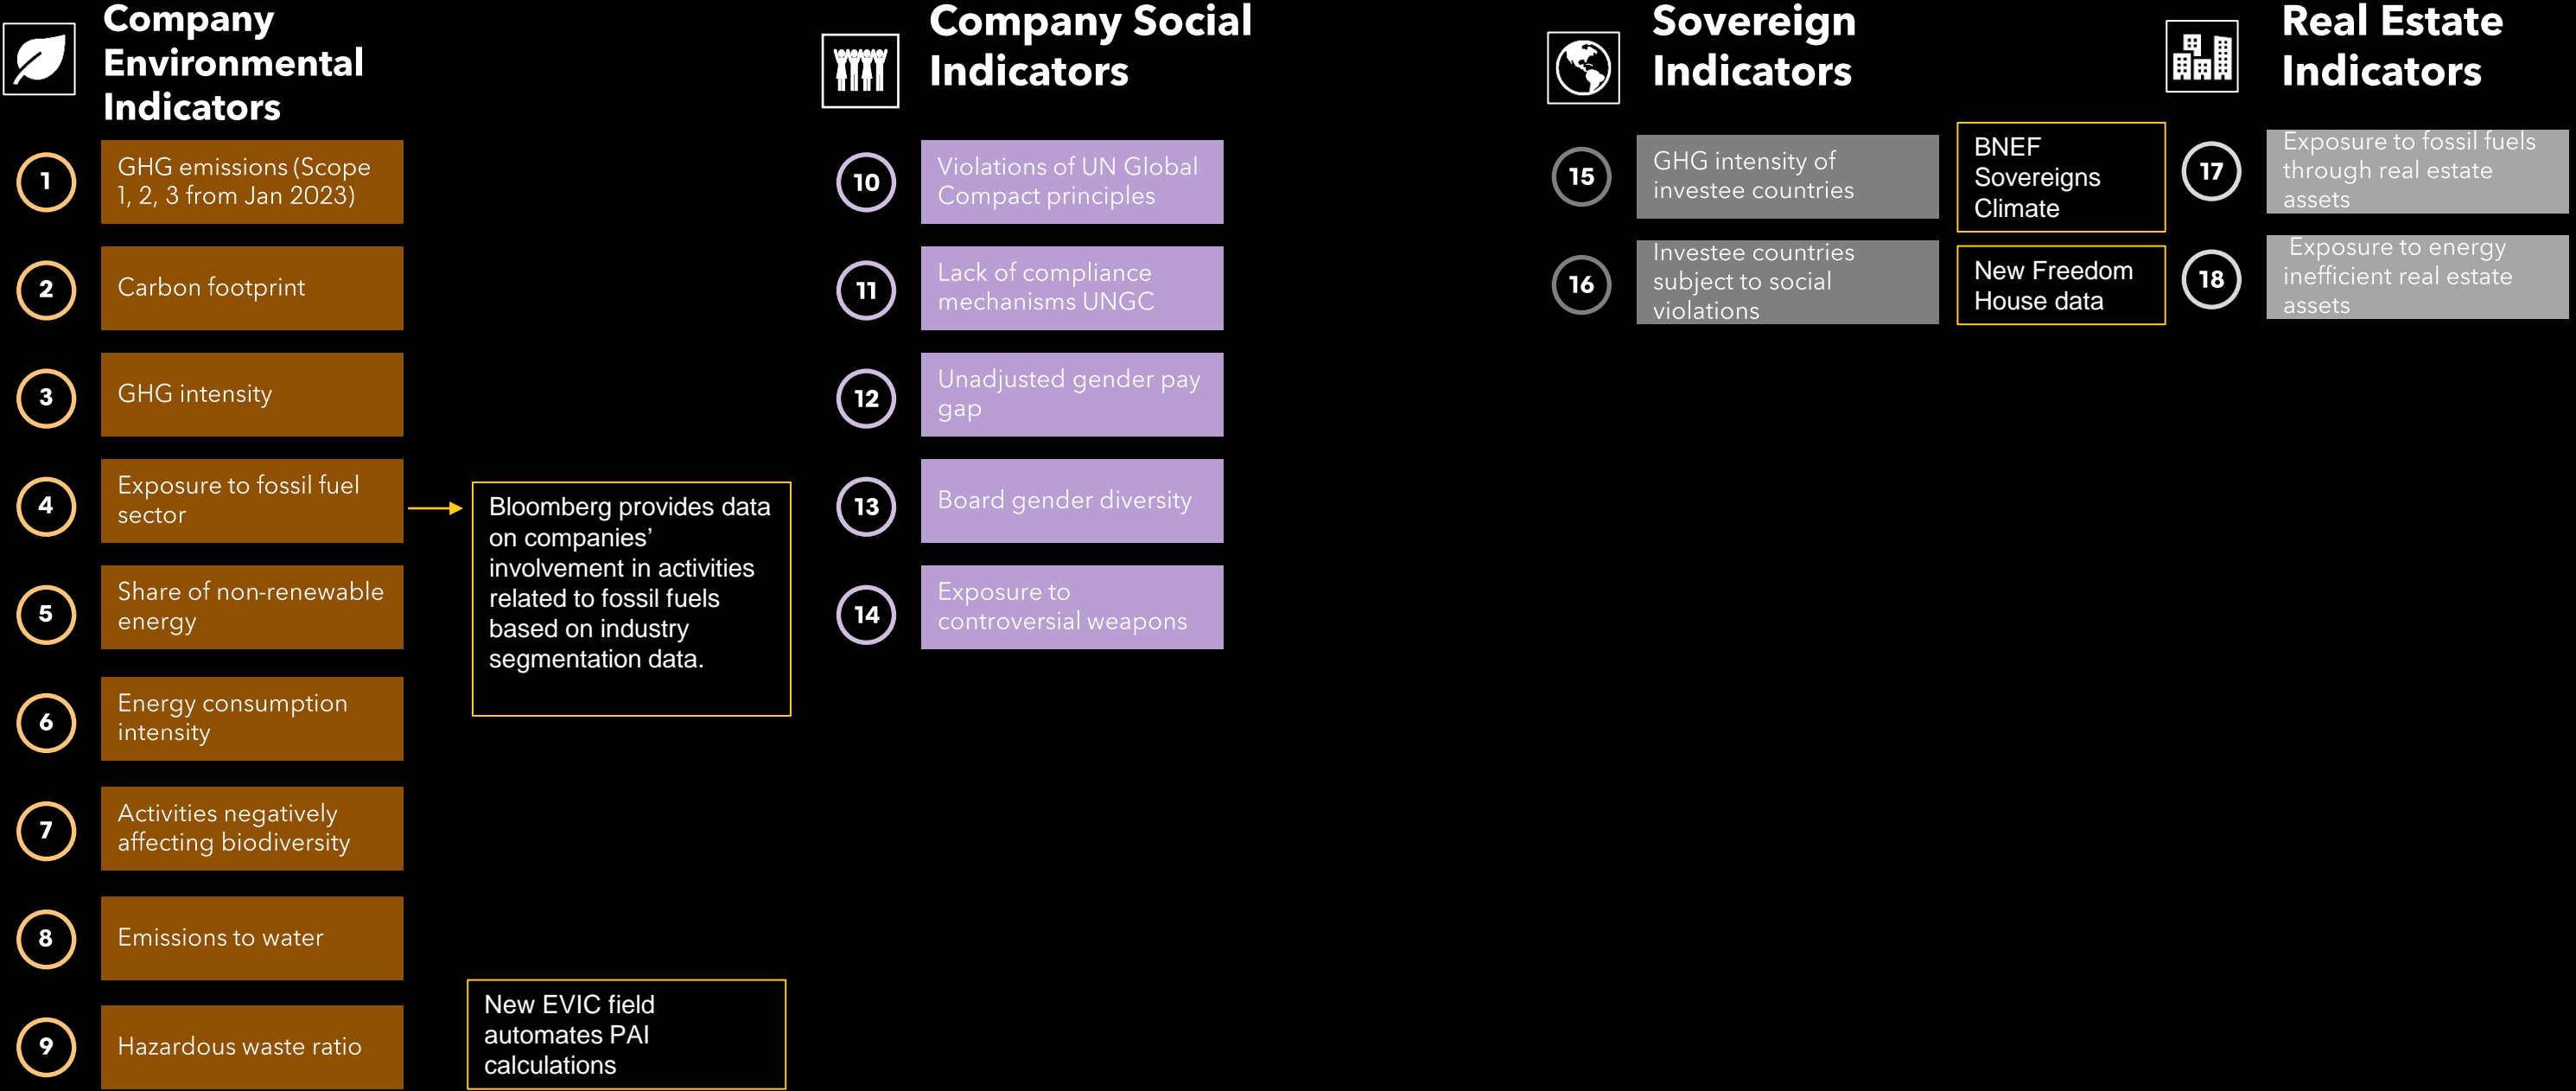 Company
Environmental
Indicators
1
GHG emissions (Scope
1, 2, 3 from Jan 2023)
2
Carbon footprint
3
GHG intensity
4
Exposure to fossil fuel
sector
Bloomberg provides data
on companies’
involvement in activities
related to fossil fuels
based on industry
segmentation data.
5
Share of non-renewable
energy
6
Energy consumption
intensity
7
Activities negatively
affecting biodiversity
8
Emissions to water
9
Hazardous waste ratio
New EVIC field
automates PAI
calculations
Company Social
Indicators
10
Violations of UN Global
Compact principles
11
Lack of compliance
mechanisms UNGC
12
Unadjusted gender pay
gap
13
Board gender diversity
14
Exposure to
controversial weapons
Sovereign
Indicators
15
GHG intensity of
investee countries
BNEF
Sovereigns
Climate
16
Investee countries
subject to social
violations
New Freedom
House data
Real Estate
Indicators
17
Exposure to fossil fuels
through real estate
assets
18
Exposure to energy
inefficient real estate
assets